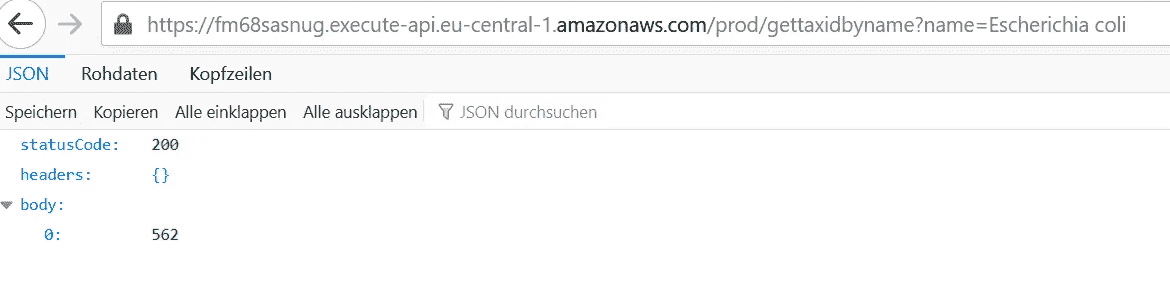 https://fm68sasnug.execute-api.eu-central-1.amazonaws.com/prod/gettaxidbyname?name=Escherichia coli
JSON Rohdaten Kopfzeilen
Speichern Kopieren Alle einklappen Alle ausklappen JSON durchsuchen
statusCode: 200
headers: {}
body:
0: 562